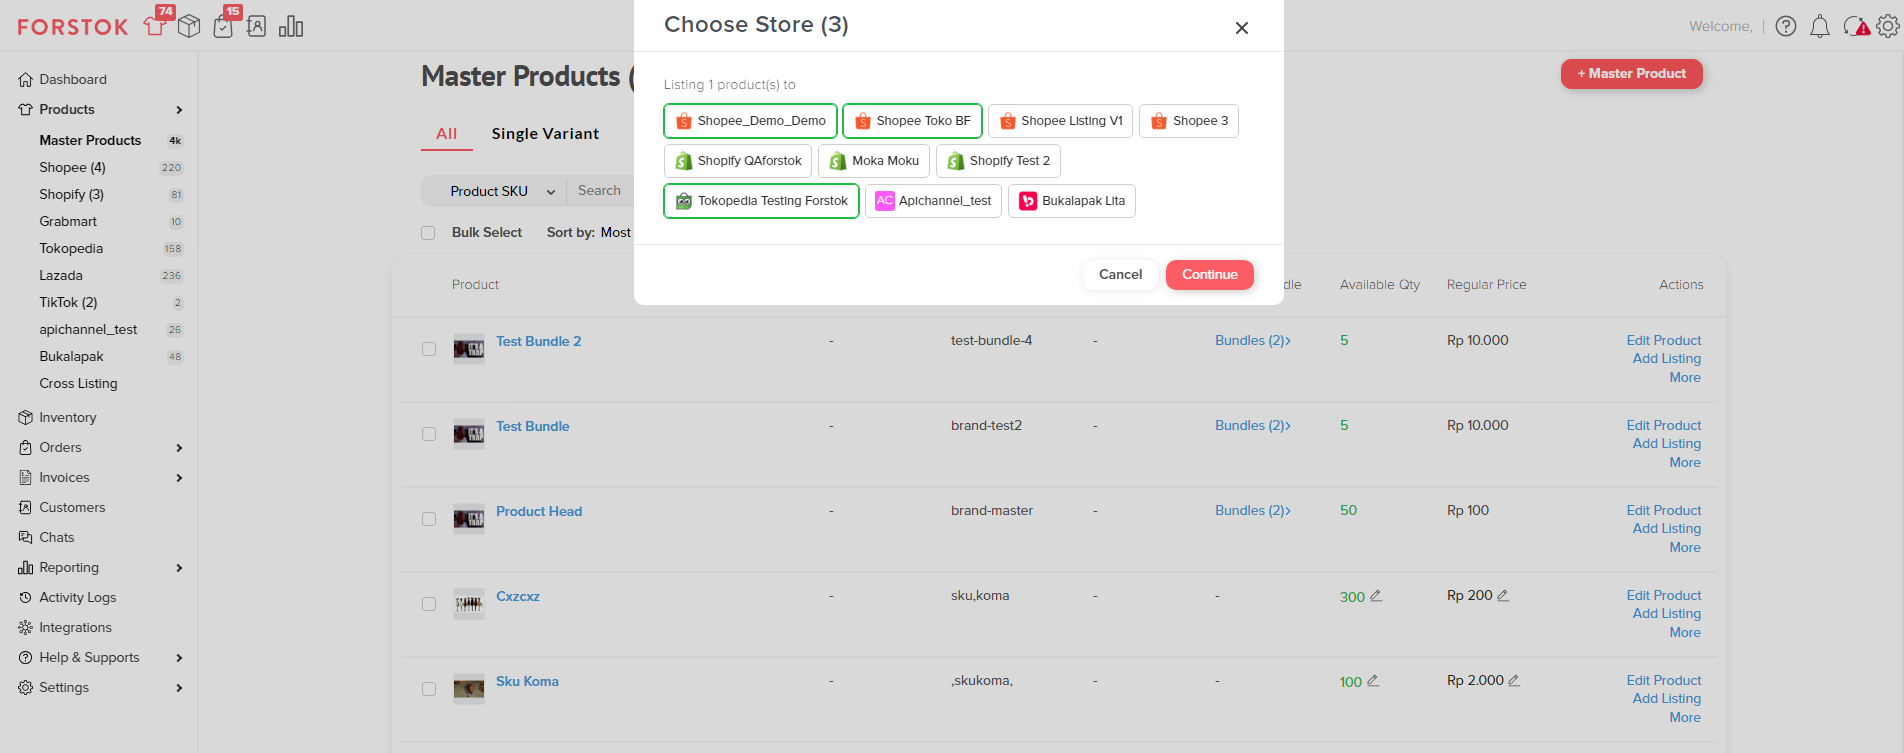 FORSTOK
74
15
Welcome,
Dashboard
Products
Master Products 4k
Shopee (4) 220
Shopify (3) 81
Grabmart 10
Tokopedia 158
Lazada 236
TikTok (2) 2
apichannel_test 26
Bukalapak 48
Cross Listing
Inventory
Orders
Invoices
Customers
Chats
Reporting
Activity Logs
Integrations
Help & Supports
Settings
Master Products (
+ Master Product
All Single Variant
Product SKU Search
Bulk Select Sort by: Most
Choose Store (3)
Listing 1 product(s) to
Shopee_Demo_Demo Shopee Toko BF Shopee Listing V1 Shopee 3
Shopify QAforstok Moka Moku Shopify Test 2
Tokopedia Testing Forstok AC Apichannel_test Bukalapak Lita
Cancel Continue
Product Available Qty Regular Price Actions
Test Bundle 2 - test-bundle-4 - Bundles (2)> 5 Rp 10.000 Edit Product
Add Listing
More
Test Bundle - brand-test2 - Bundles (2)> 5 Rp 10.000 Edit Product
Add Listing
More
Product Head - brand-master - Bundles (2)> 50 Rp 100 Edit Product
Add Listing
More
Cxzcxz - sku,koma - - 300 Rp 200 Edit Product
Add Listing
More
Sku Koma - ,skukoma, - - 100 Rp 2.000 Edit Product
Add Listing
More